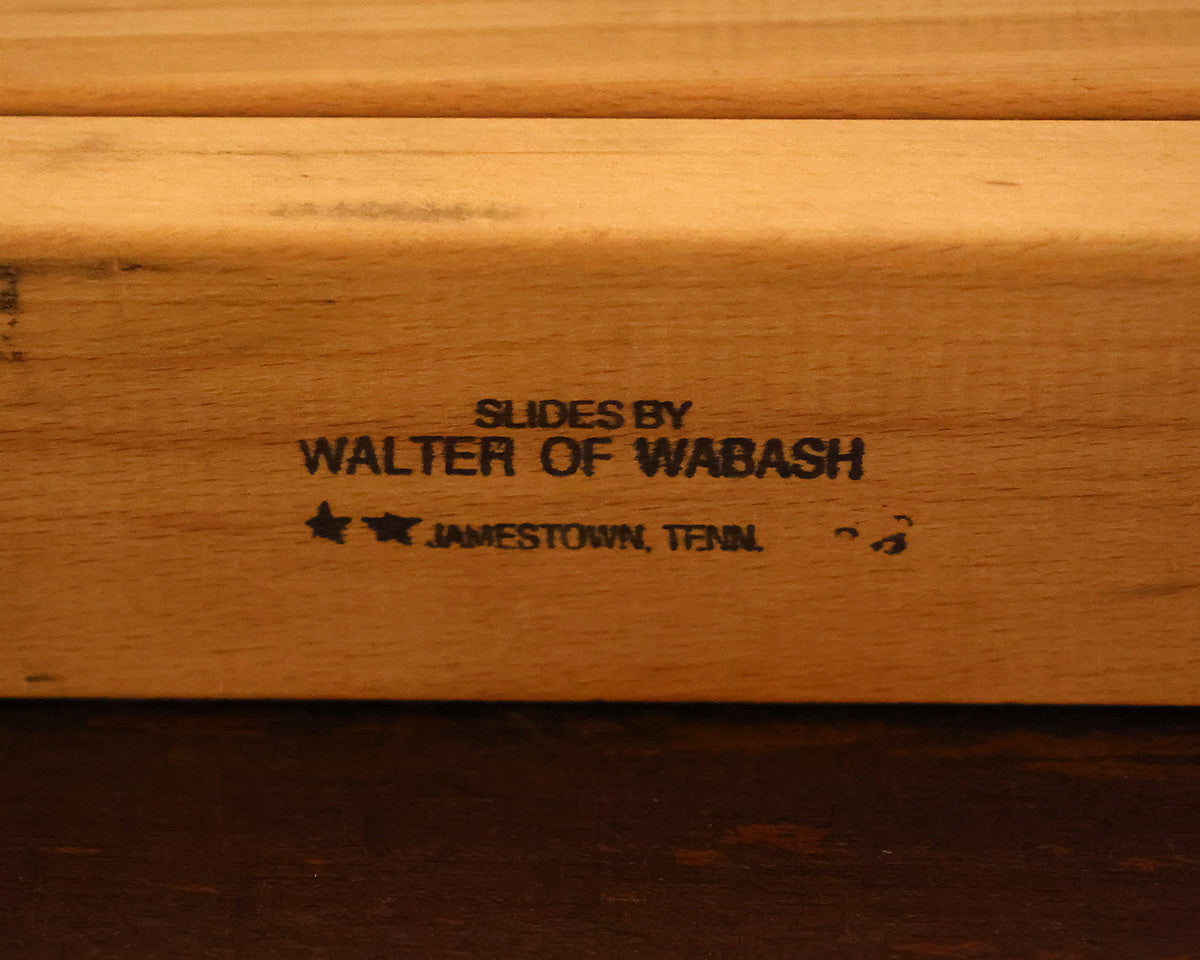 SLIDES BY
WALTER OF WABASH
★ ★ JAMESTOWN, TENN.